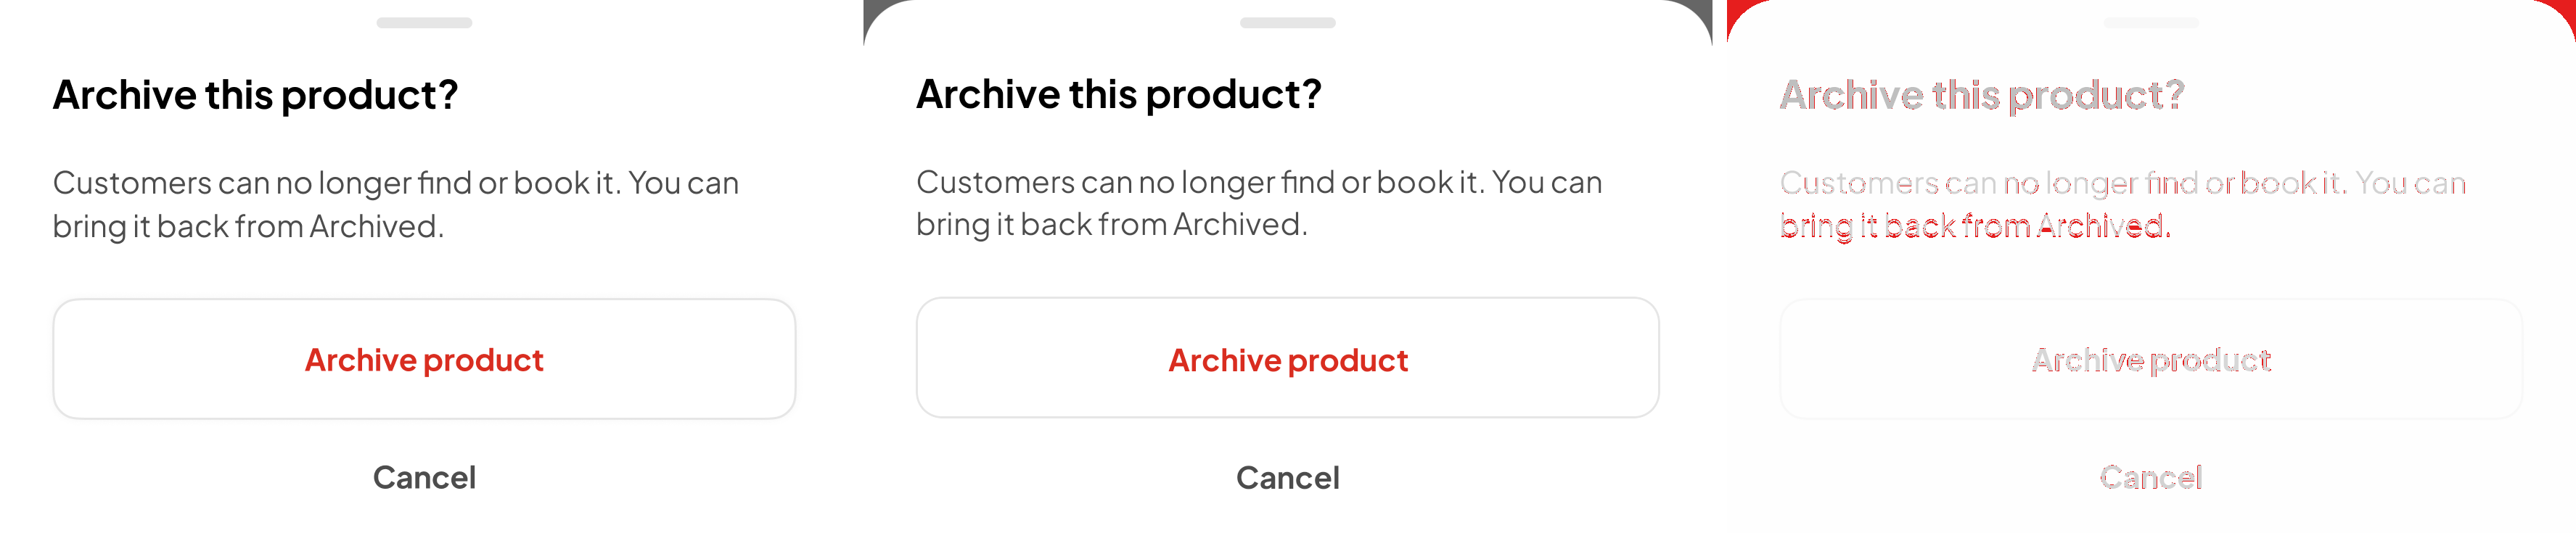 Archive this product?
Customers can no longer find or book it. You can
bring it back from Archived.
Archive product
Cancel
Archive this product?
Customers can no longer find or book it. You can
bring it back from Archived.
Archive product
Cancel
Archive this product?
Customers can no longer find or book it. You can
bring it back from Archived.
Archive product
Cancel